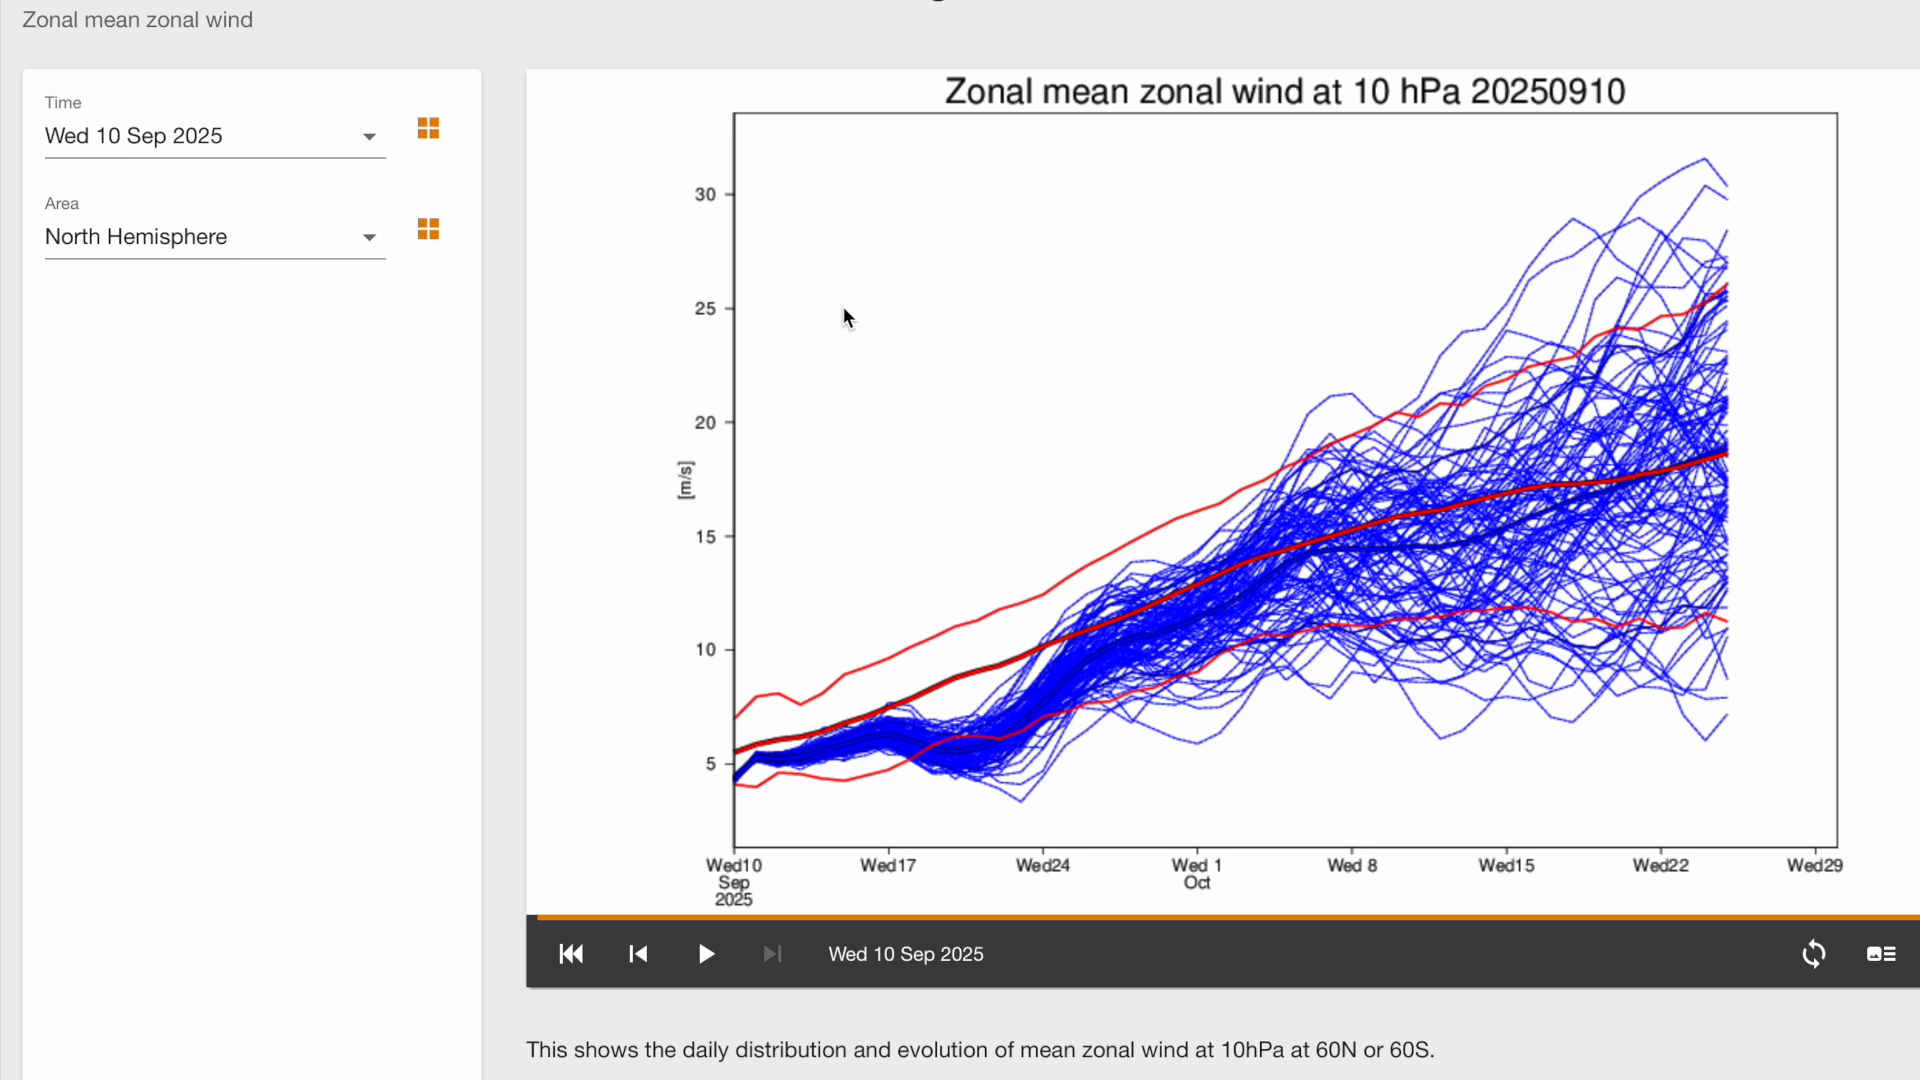 Zonal mean zonal wind
Time
Wed 10 Sep 2025
Area
North Hemisphere
Zonal mean zonal wind at 10 hPa 20250910
30
25
20
15
10
5
[m/s]
Wed10 Wed17 Wed24 Wed 1 Wed 8 Wed15 Wed22 Wed29
Sep Oct
2025
Wed 10 Sep 2025
This shows the daily distribution and evolution of mean zonal wind at 10hPa at 60N or 60S.